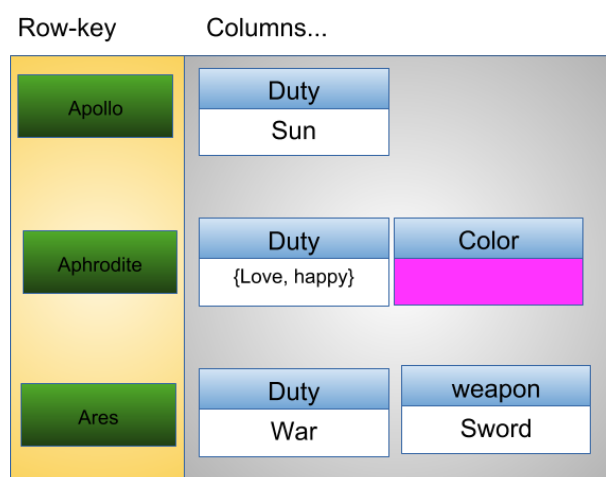 Row-key
Columns...
Apollo
Duty
Sun
Aphrodite
Duty
{Love, happy}
Color
Ares
Duty
War
weapon
Sword